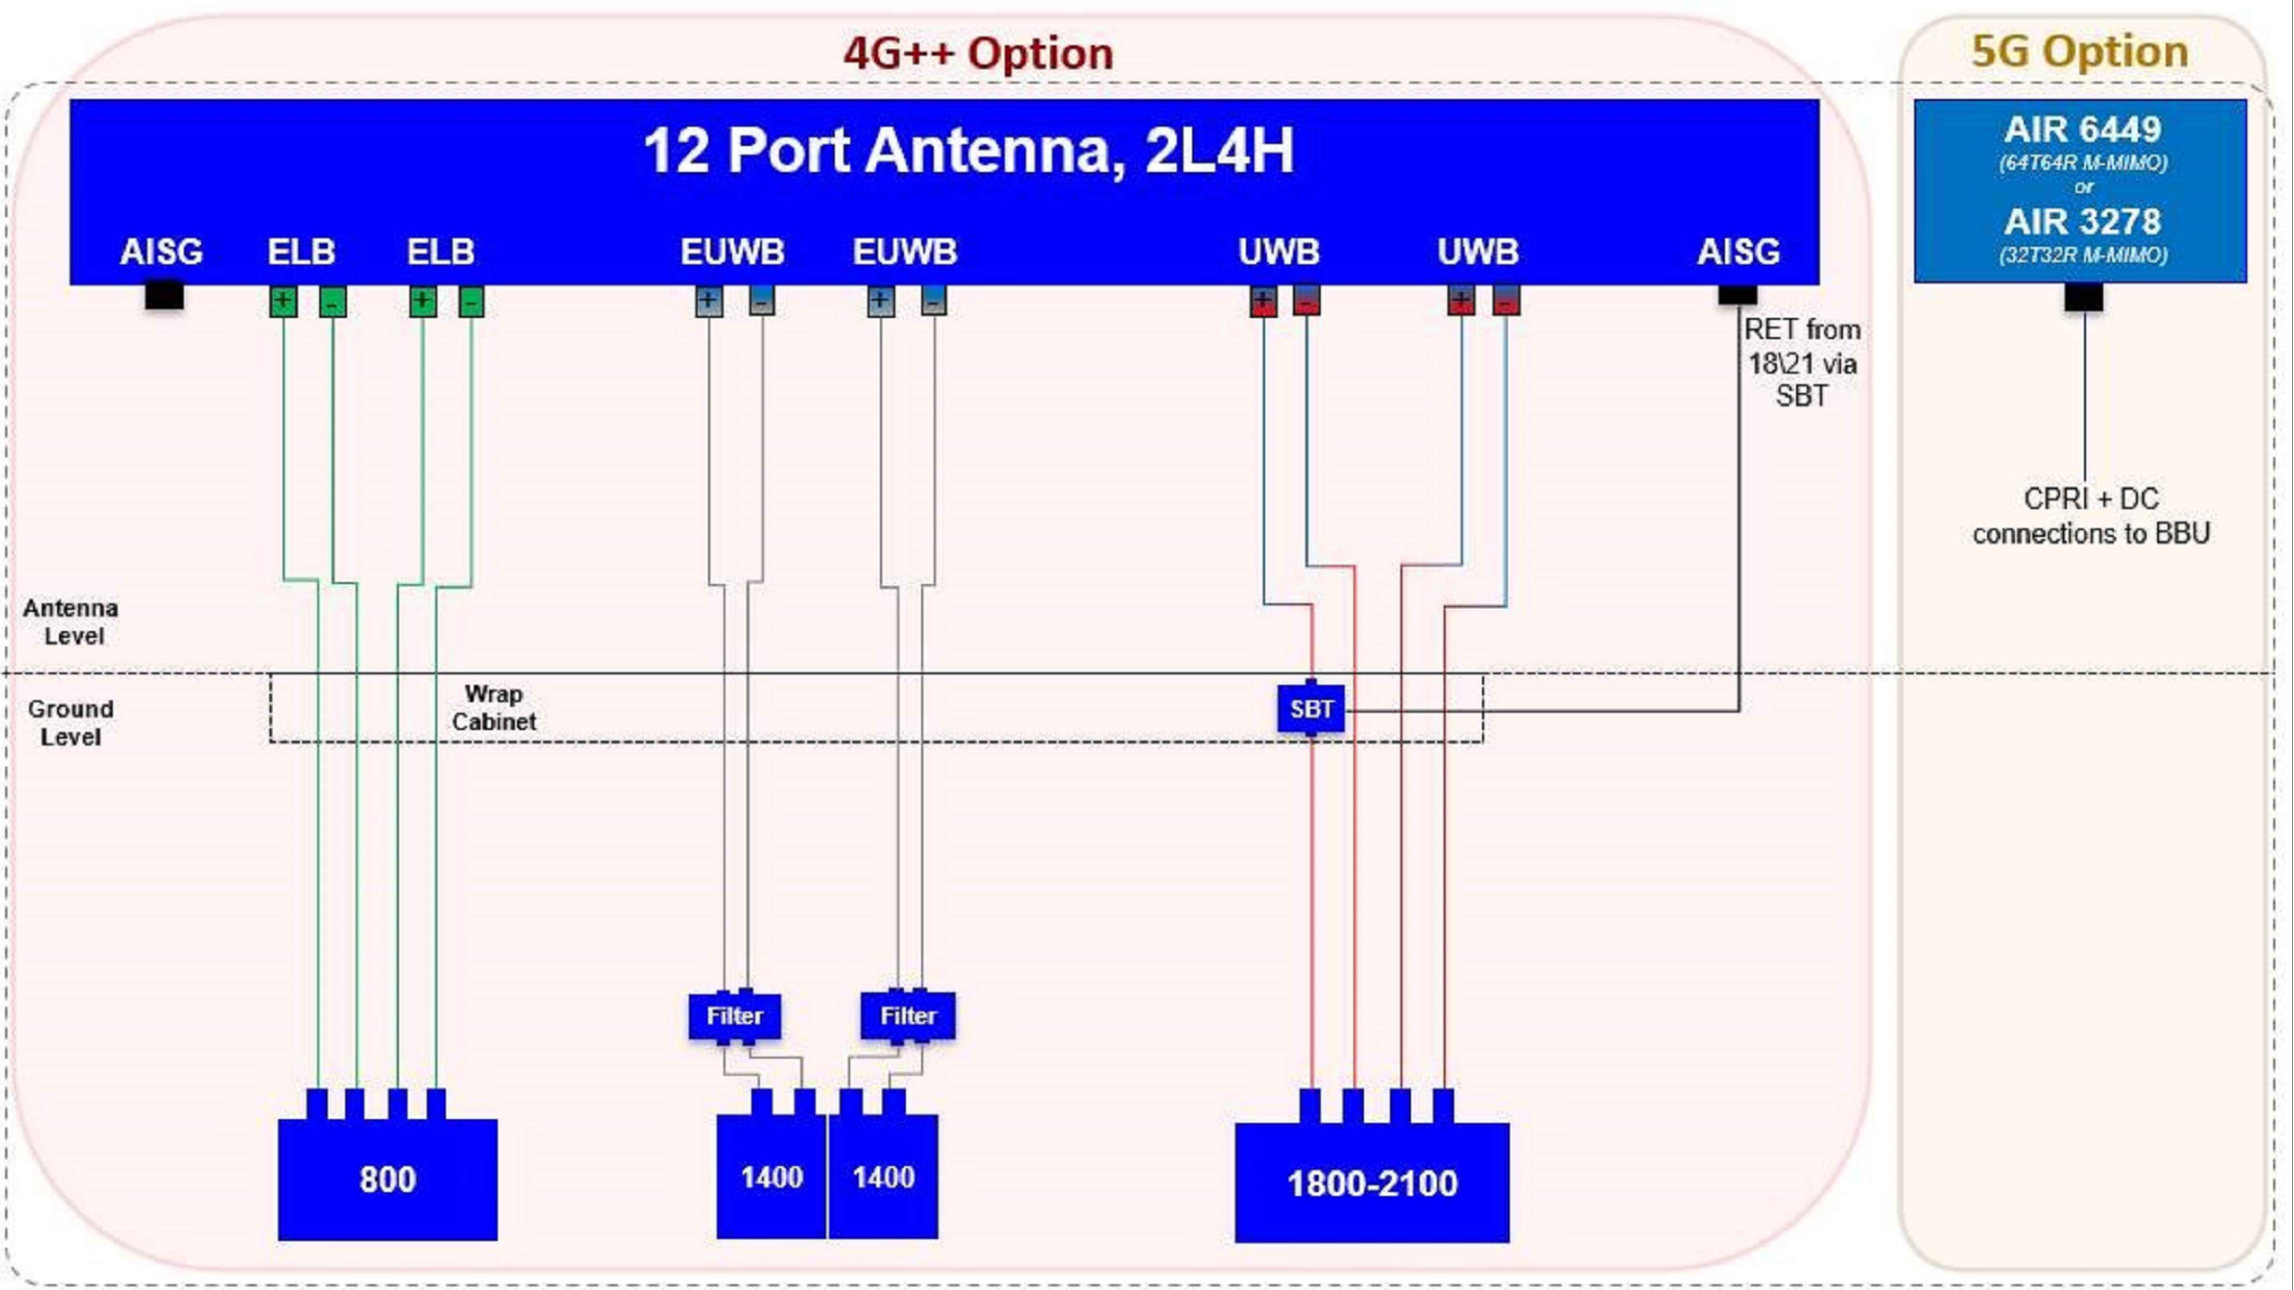 4G++ Option
5G Option
12 Port Antenna, 2L4H
AISG
ELB
ELB
EUWB
EUWB
UWB
UWB
AISG
+
-
+
-
+
-
+
-
+
-
+
-
AIR 6449
(64T64R M-MIMO)
or
AIR 3278
(32T32R M-MIMO)
RET from
18\21 via
SBT
CPRI + DC
connections to BBU
Antenna
Level
Ground
Level
Wrap
Cabinet
SBT
Filter
Filter
800
1400
1400
1800-2100